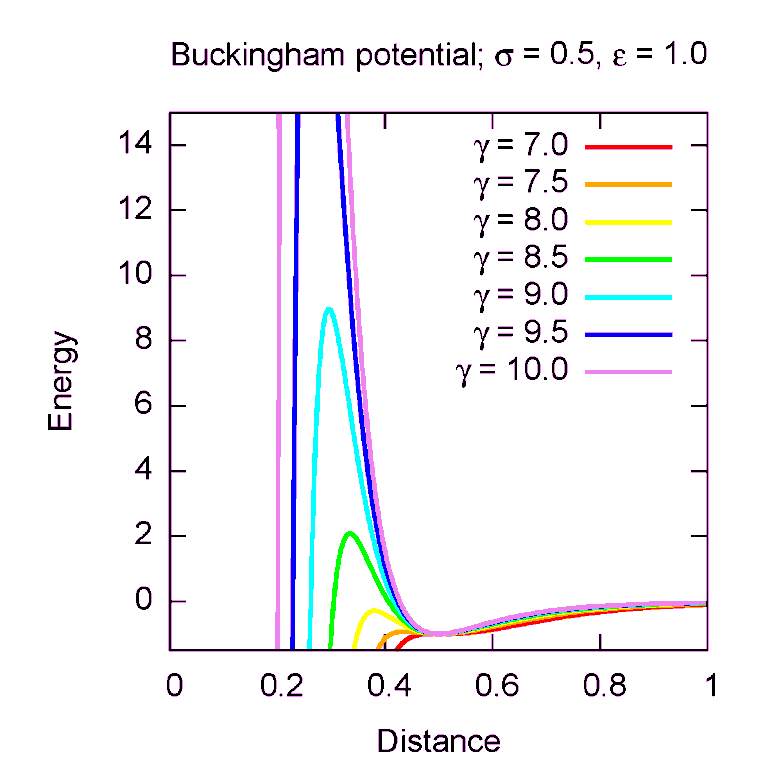 Buckingham potential; σ = 0.5, ε = 1.0
14
12
10
8
6
4
2
0
Energy
γ = 7.0
γ = 7.5
γ = 8.0
γ = 8.5
γ = 9.0
γ = 9.5
γ = 10.0
0 0.2 0.4 0.6 0.8 1
Distance